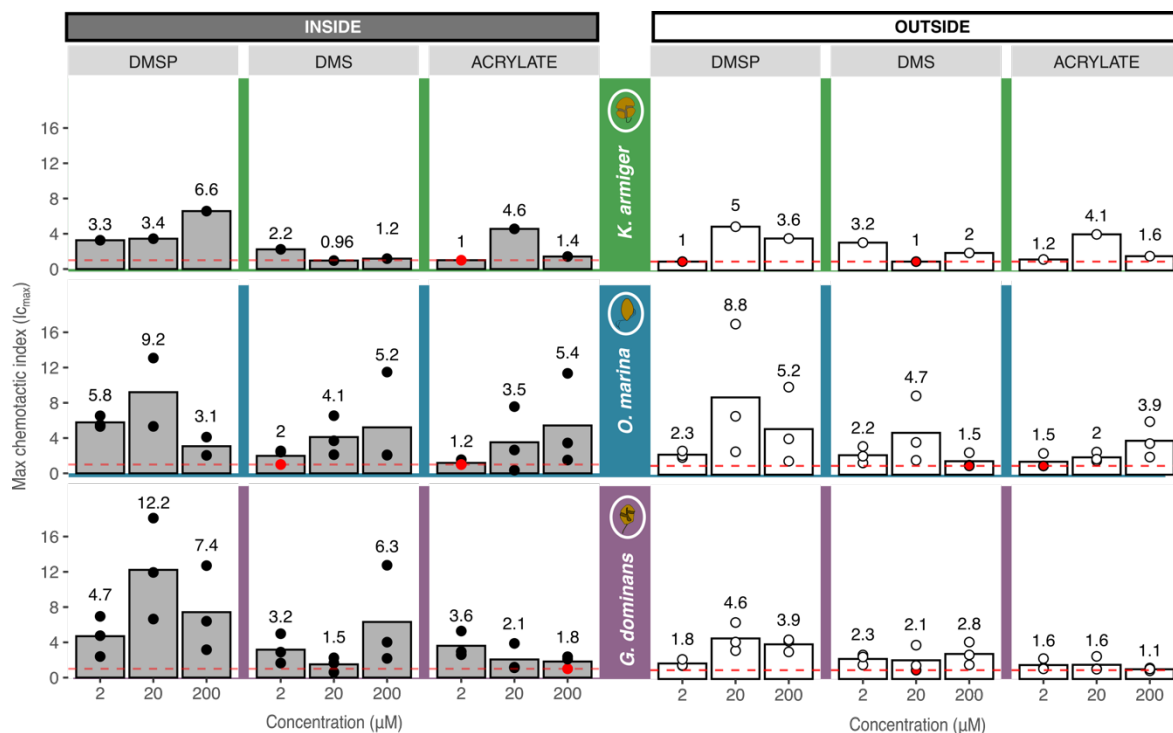 INSIDE OUTSIDE
DMSP DMS ACRYLATE DMSP DMS ACRYLATE
Max chemotactic index (Ic_max)
K. armiger
16
12
8
4
0
3.3 3.4 6.6 2.2 0.96 1.2 1 4.6 1.4 1 5 3.6 3.2 1 2 1.2 4.1 1.6
O. marina
16
12
8
4
0
5.8 9.2 3.1 2 4.1 5.2 1.2 3.5 5.4 2.3 8.8 5.2 2.2 4.7 1.5 1.5 2 3.9
G. dominans
16
12
8
4
0
4.7 12.2 7.4 3.2 1.5 6.3 3.6 2.1 1.8 1.8 4.6 3.9 2.3 2.1 2.8 1.6 1.6 1.1
2 20 200 2 20 200 2 20 200 2 20 200 2 20 200 2 20 200
Concentration (µM) Concentration (µM)